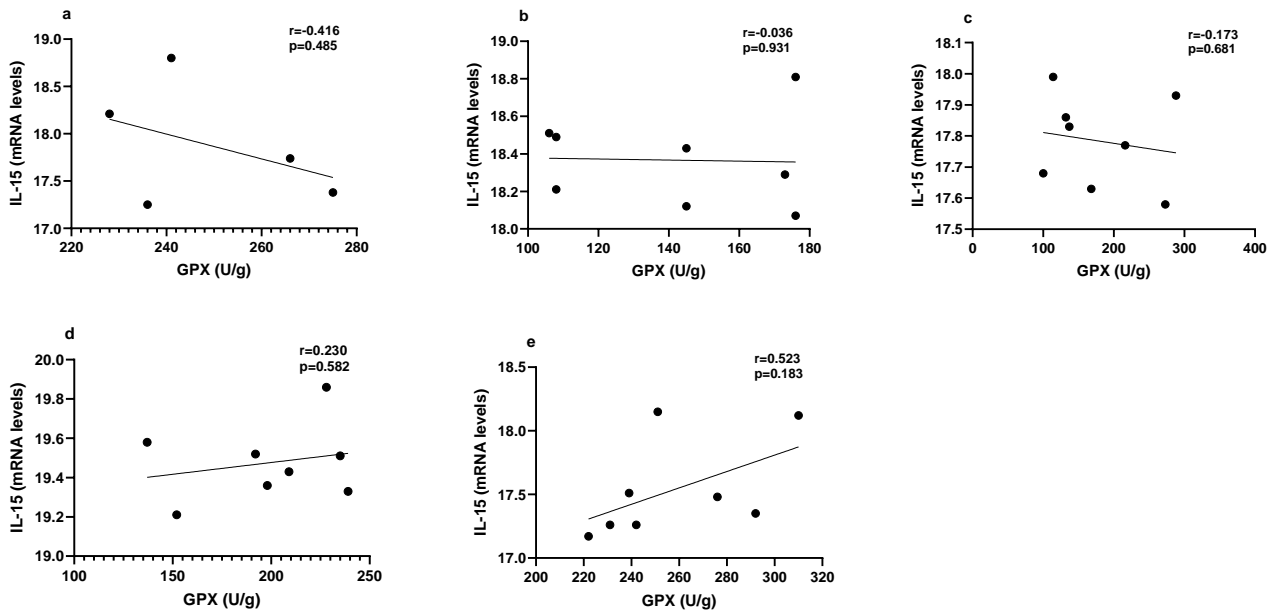 a
r=-0.416
p=0.485
IL-15 (mRNA levels)
19.0
18.5
18.0
17.5
17.0
220 240 260 280
GPX (U/g)
b
r=-0.036
p=0.931
IL-15 (mRNA levels)
19.0
18.8
18.6
18.4
18.2
18.0
100 120 140 160 180
GPX (U/g)
c
r=-0.173
p=0.681
IL-15 (mRNA levels)
18.1
18.0
17.9
17.8
17.7
17.6
17.5
0 100 200 300 400
GPX (U/g)
d
r=0.230
p=0.582
IL-15 (mRNA levels)
20.0
19.8
19.6
19.4
19.2
19.0
100 150 200 250
GPX (U/g)
e
r=0.523
p=0.183
IL-15 (mRNA levels)
18.5
18.0
17.5
17.0
200 220 240 260 280 300 320
GPX (U/g)